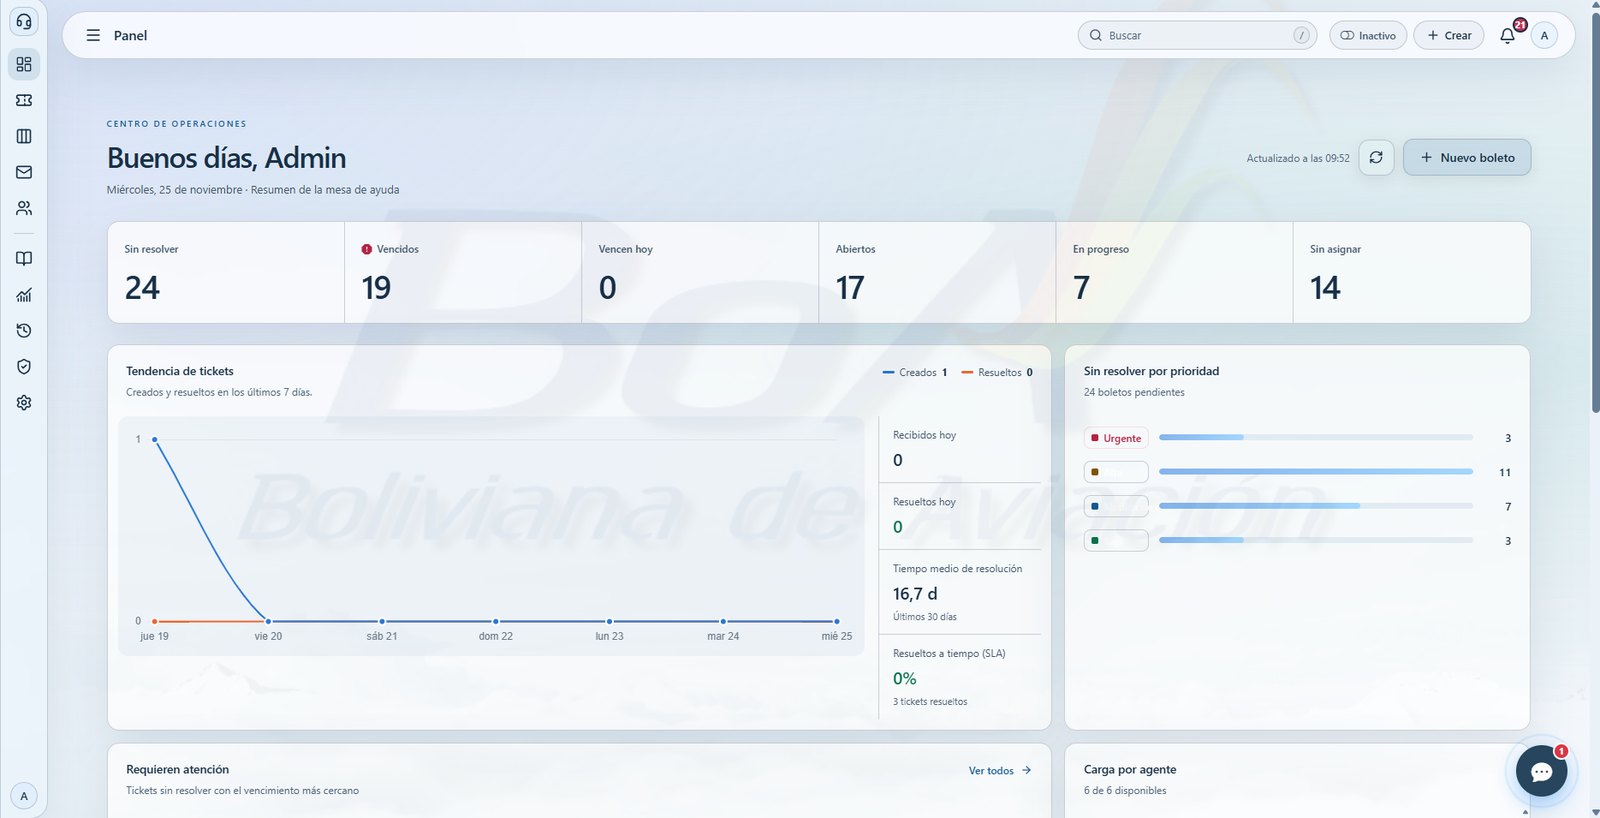 Panel
Buscar /
Inactivo
+ Crear
21
A
CENTRO DE OPERACIONES
Buenos días, Admin
Miércoles, 25 de noviembre · Resumen de la mesa de ayuda
Actualizado a las 09:52
+ Nuevo boleto
Sin resolver
24
Vencidos
19
Vencen hoy
0
Abiertos
17
En progreso
7
Sin asignar
14
BoA
Boliviana de Aviación
Tendencia de tickets
Creados y resueltos en los últimos 7 días.
Creados 1
Resueltos 0
1
0
jue 19
vie 20
sáb 21
dom 22
lun 23
mar 24
mié 25
Recibidos hoy
0
Resueltos hoy
0
Tiempo medio de resolución
16,7 d
Últimos 30 días
Resueltos a tiempo (SLA)
0%
3 tickets resueltos
Sin resolver por prioridad
24 boletos pendientes
Urgente 3
11
7
3
Requieren atención
Tickets sin resolver con el vencimiento más cercano
Ver todos →
Carga por agente
6 de 6 disponibles
1
A